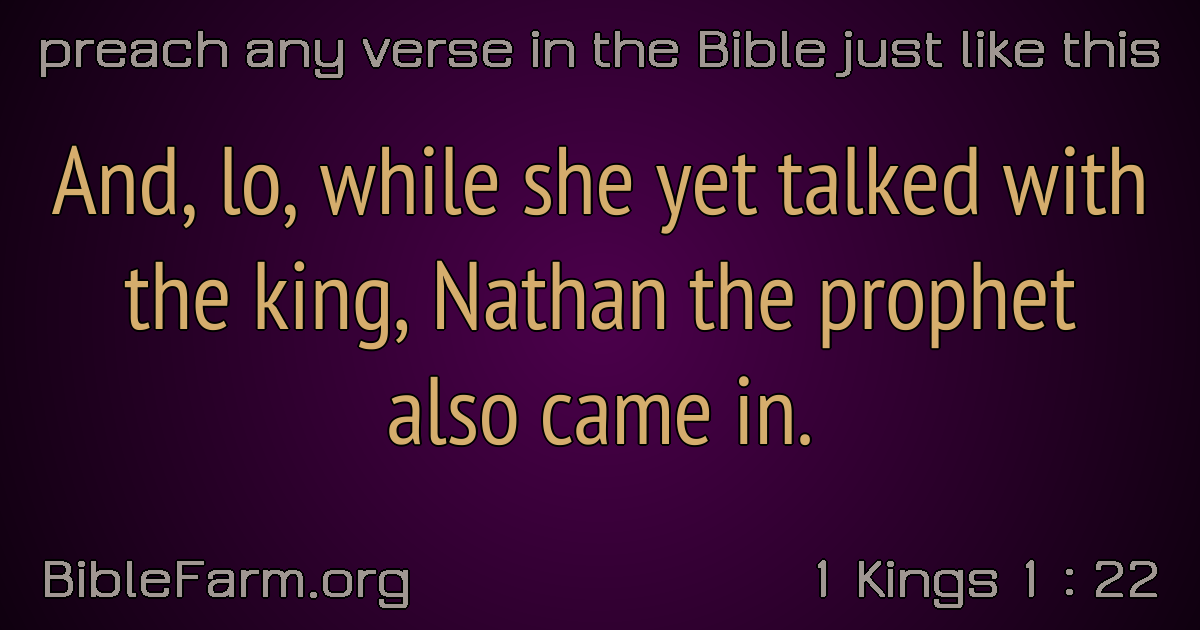 preach any verse in the Bible just like this
And, lo, while she yet talked with
the king, Nathan the prophet
also came in.
BibleFarm.org
1 Kings 1 : 22